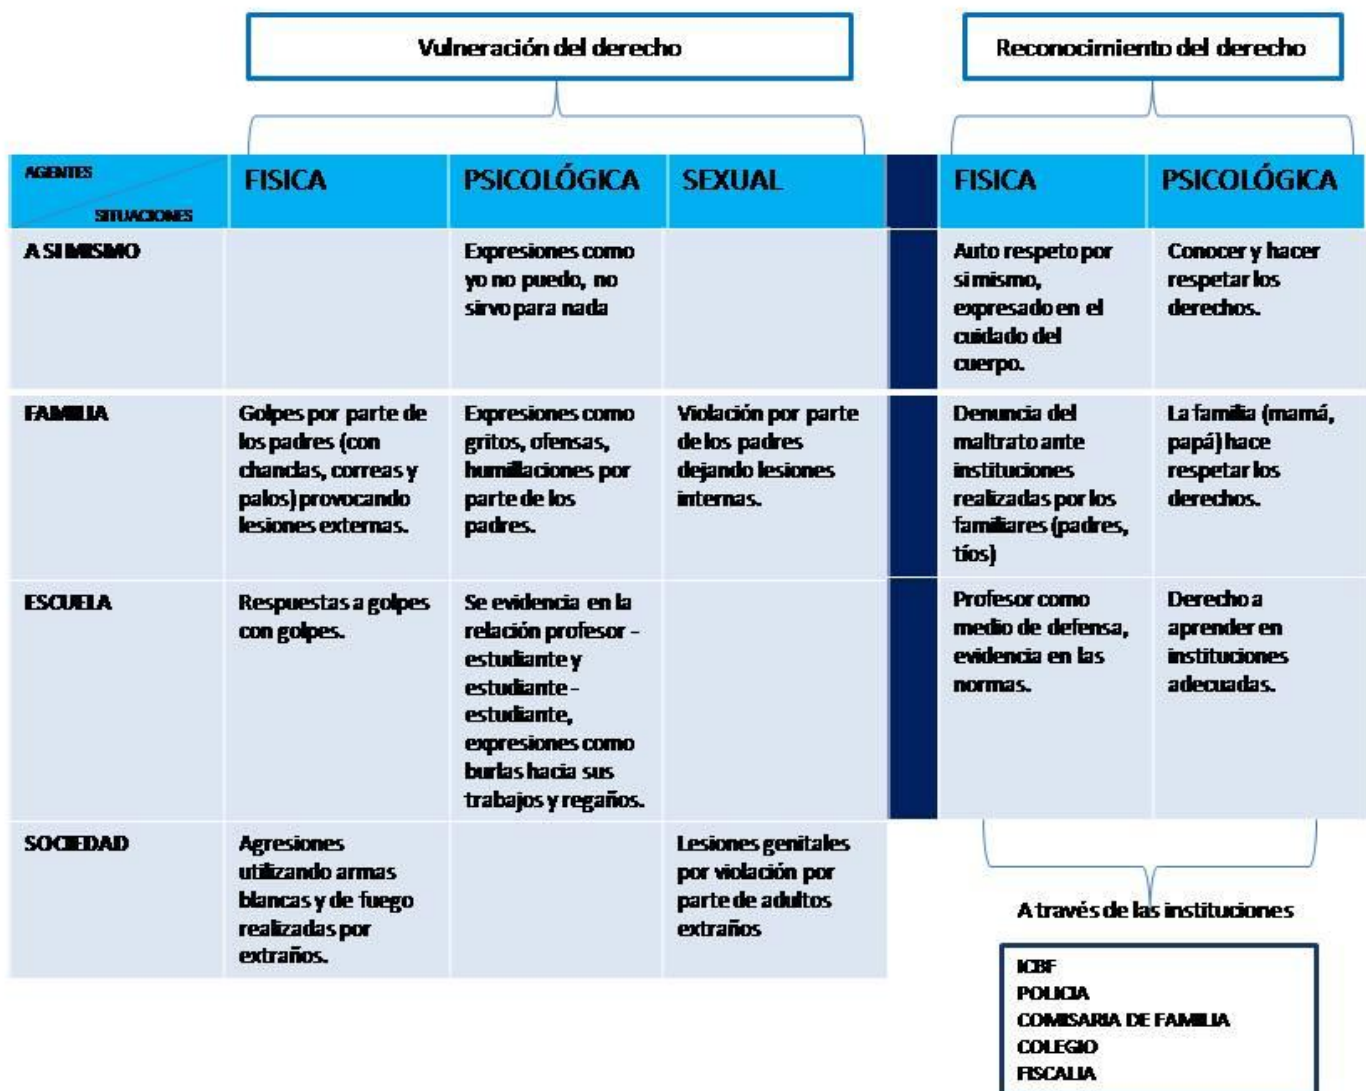 Vulneración del derecho
Reconocimiento del derecho
AGENTES
SITUACIONES
FISICA
PSICOLÓGICA
SEXUAL
FISICA
PSICOLÓGICA
A SI MISMO
Expresiones como
yo no puedo, no
sirvo para nada
Auto respeto por
si mismo,
expresado en el
cuidado del
cuerpo.
Conocer y hacer
respetar los
derechos.
FAMILIA
Golpes por parte de
los padres (con
chanclas, correas y
palos) provocando
lesiones externas.
Expresiones como
gritos, ofensas,
humillaciones por
parte de los
padres.
Violación por parte
de los padres
dejando lesiones
internas.
Denuncia del
maltrato ante
instituciones
realizadas por los
familiares (padres,
tíos)
La familia (mamá,
papá) hace
respetar los
derechos.
ESCUELA
Respuestas a golpes
con golpes.
Se evidencia en la
relación profesor -
estudiante y
estudiante -
estudiante,
expresiones como
burlas hacia sus
trabajos y regaños.
Profesor como
medio de defensa,
evidencia en las
normas.
Derecho a
aprender en
instituciones
adecuadas.
SOCIEDAD
Agresiones
utilizando armas
blancas y de fuego
realizadas por
extraños.
Lesiones genitales
por violación por
parte de adultos
extraños
A través de las instituciones
ICBF
POLICIA
COMISARIA DE FAMILIA
COLEGIO
FISCALIA